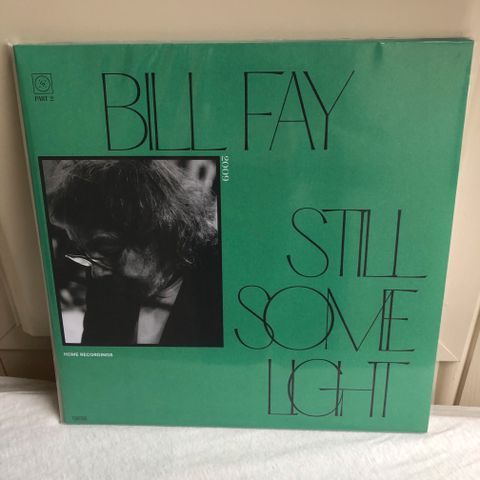 PART 2
BILL FAY
2009
STILL
SOME
LIGHT
HOME RECORDINGS